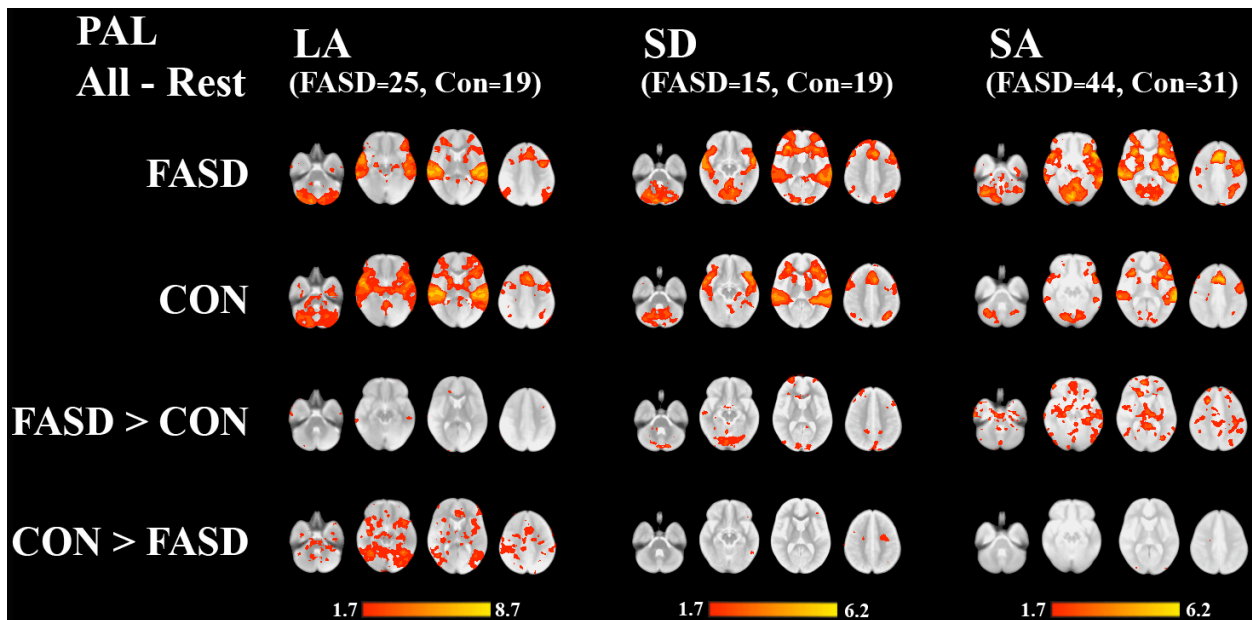 PAL
All - Rest
LA
(FASD=25, Con=19)
SD
(FASD=15, Con=19)
SA
(FASD=44, Con=31)
FASD
CON
FASD > CON
CON > FASD
1.7 8.7
1.7 6.2
1.7 6.2